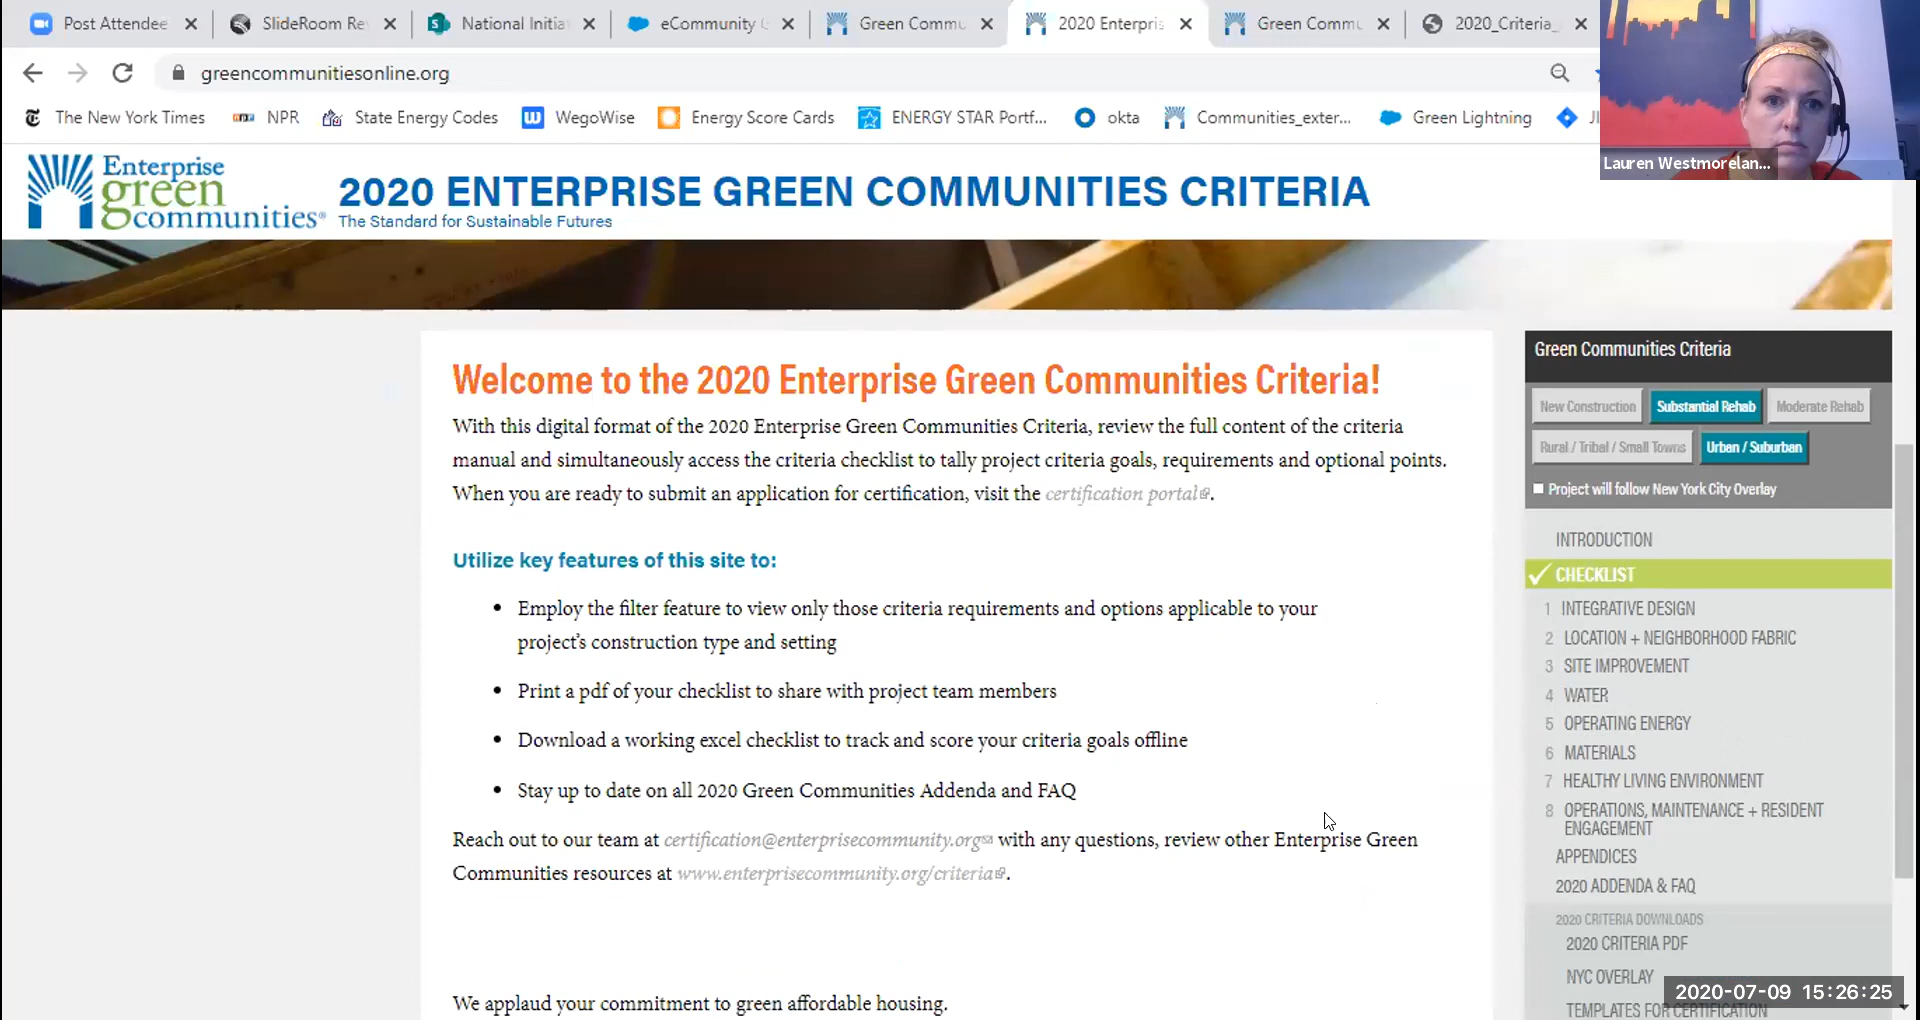 Post Attendee
SlideRoom Re
National Initia
eCommunity
Green Commu
2020 Enterpris
Green Commu
2020_Criteria_
greencommunitiesonline.org
The New York Times
NPR
State Energy Codes
WegoWise
Energy Score Cards
ENERGY STAR Portf...
okta
Communities_exter...
Green Lightning
Lauren Westmorelan...
Enterprise
green
communities®
2020 ENTERPRISE GREEN COMMUNITIES CRITERIA
The Standard for Sustainable Futures
Welcome to the 2020 Enterprise Green Communities Criteria!
With this digital format of the 2020 Enterprise Green Communities Criteria, review the full content of the criteria
manual and simultaneously access the criteria checklist to tally project criteria goals, requirements and optional points.
When you are ready to submit an application for certification, visit the certification portal.
Utilize key features of this site to:
• Employ the filter feature to view only those criteria requirements and options applicable to your
project's construction type and setting
• Print a pdf of your checklist to share with project team members
• Download a working excel checklist to track and score your criteria goals offline
• Stay up to date on all 2020 Green Communities Addenda and FAQ
Reach out to our team at certification@enterprisecommunity.org with any questions, review other Enterprise Green
Communities resources at www.enterprisecommunity.org/criteria.
We applaud your commitment to green affordable housing.
Green Communities Criteria
New Construction
Substantial Rehab
Moderate Rehab
Rural / Tribal / Small Towns
Urban / Suburban
Project will follow New York City Overlay
INTRODUCTION
CHECKLIST
1 INTEGRATIVE DESIGN
2 LOCATION + NEIGHBORHOOD FABRIC
3 SITE IMPROVEMENT
4 WATER
5 OPERATING ENERGY
6 MATERIALS
7 HEALTHY LIVING ENVIRONMENT
8 OPERATIONS, MAINTENANCE + RESIDENT
ENGAGEMENT
APPENDICES
2020 ADDENDA & FAQ
2020 CRITERIA DOWNLOADS
2020 CRITERIA PDF
NYC OVERLAY
TEMPLATES FOR CERTIFICATION
2020-07-09 15:26:25